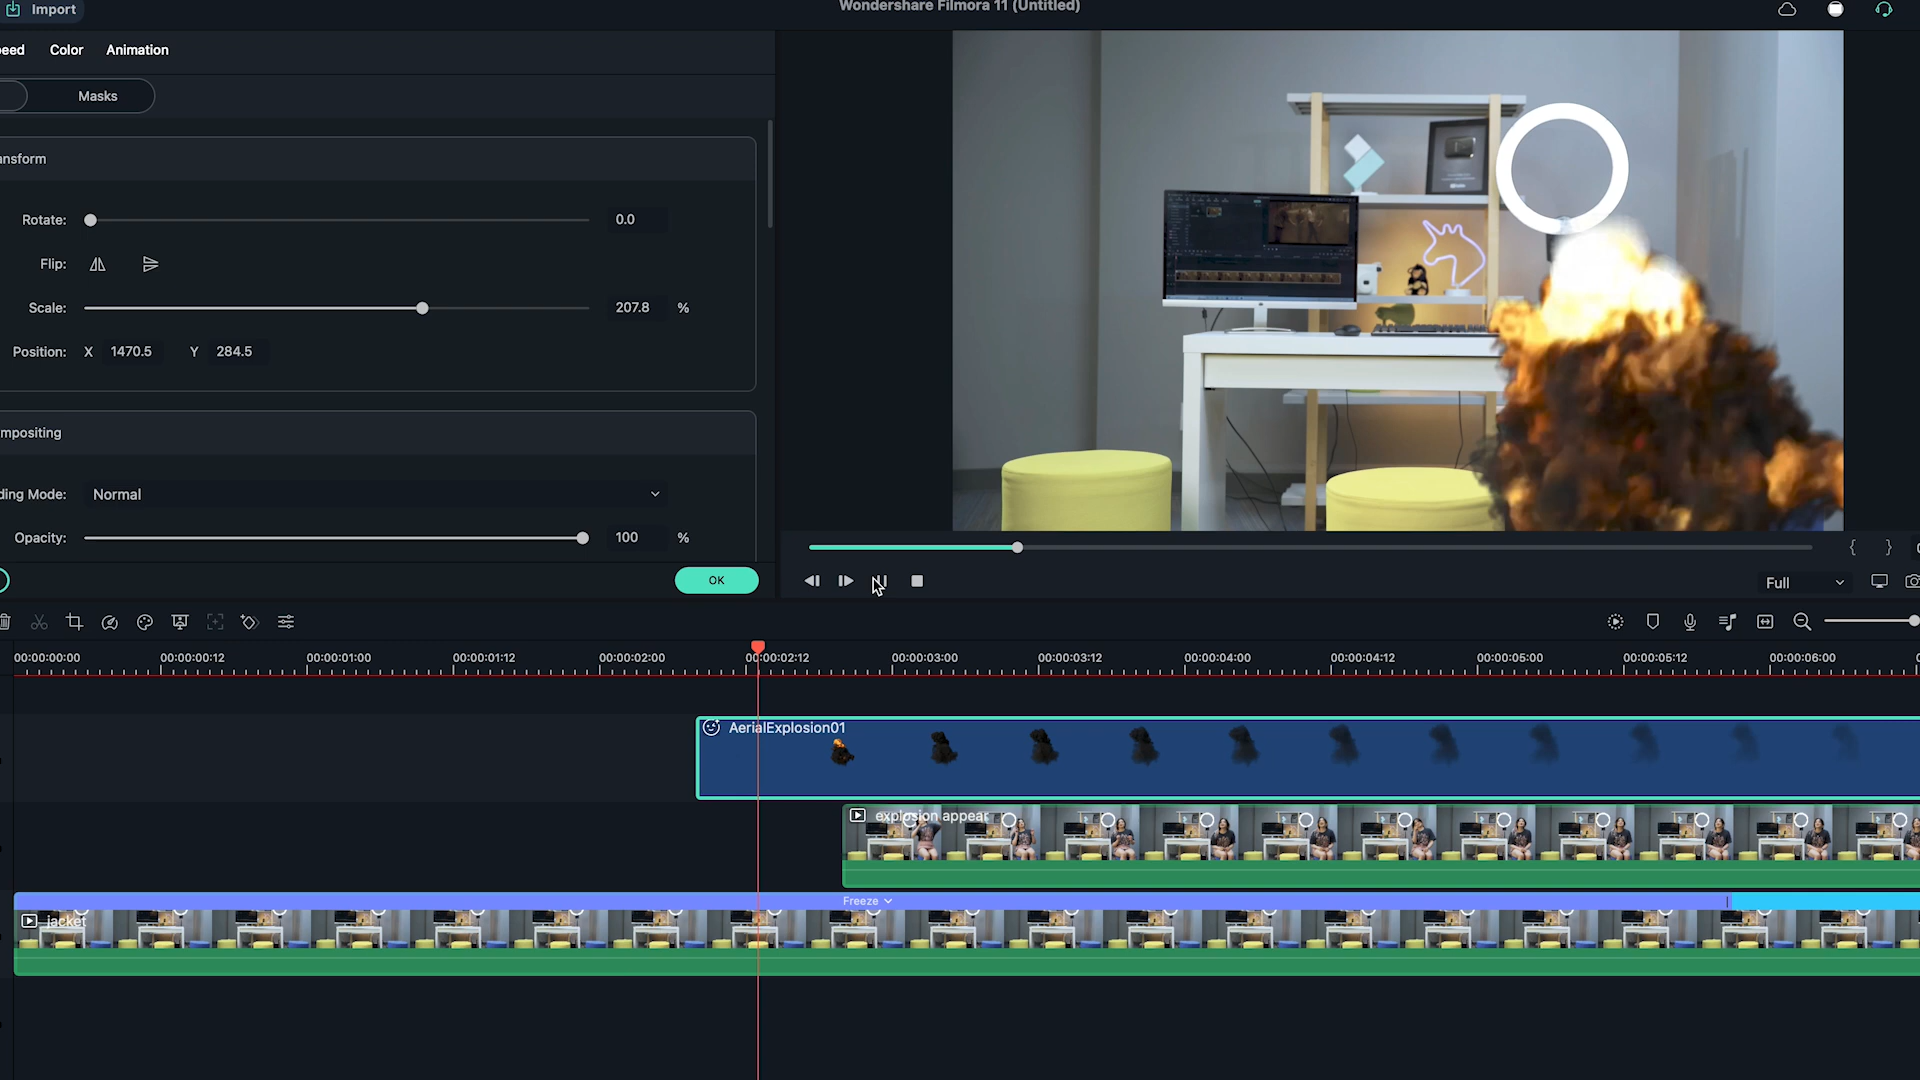 Import
Wondershare Filmora 11 (Untitled)
eed Color Animation
Masks
ansform
Rotate: 0.0
Flip:
Scale: 207.8 %
Position: X 1470.5 Y 284.5
mpositing
ding Mode: Normal
Opacity: 100 %
OK
{ }
Full
00:00:00:00 00:00:00:12 00:00:01:00 00:00:01:12 00:00:02:00 00:00:02:12 00:00:03:00 00:00:03:12 00:00:04:00 00:00:04:12 00:00:05:00 00:00:05:12 00:00:06:00
AerialExplosion01
explosion appear
Freeze
jacket